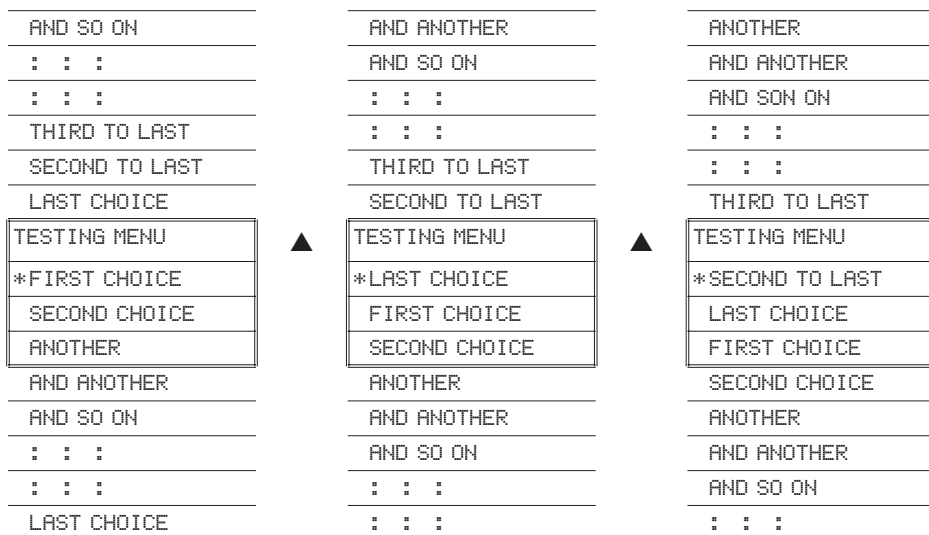 AND SO ON
: : :
: : :
THIRD TO LAST
SECOND TO LAST
LAST CHOICE
TESTING MENU
*FIRST CHOICE
SECOND CHOICE
ANOTHER
AND ANOTHER
AND SO ON
: : :
: : :
LAST CHOICE
▲
AND ANOTHER
AND SO ON
: : :
: : :
THIRD TO LAST
SECOND TO LAST
TESTING MENU
*LAST CHOICE
FIRST CHOICE
SECOND CHOICE
ANOTHER
AND ANOTHER
AND SO ON
: : :
: : :
▲
ANOTHER
AND ANOTHER
AND SON ON
: : :
: : :
THIRD TO LAST
TESTING MENU
*SECOND TO LAST
LAST CHOICE
FIRST CHOICE
SECOND CHOICE
ANOTHER
AND ANOTHER
AND SO ON
: : :